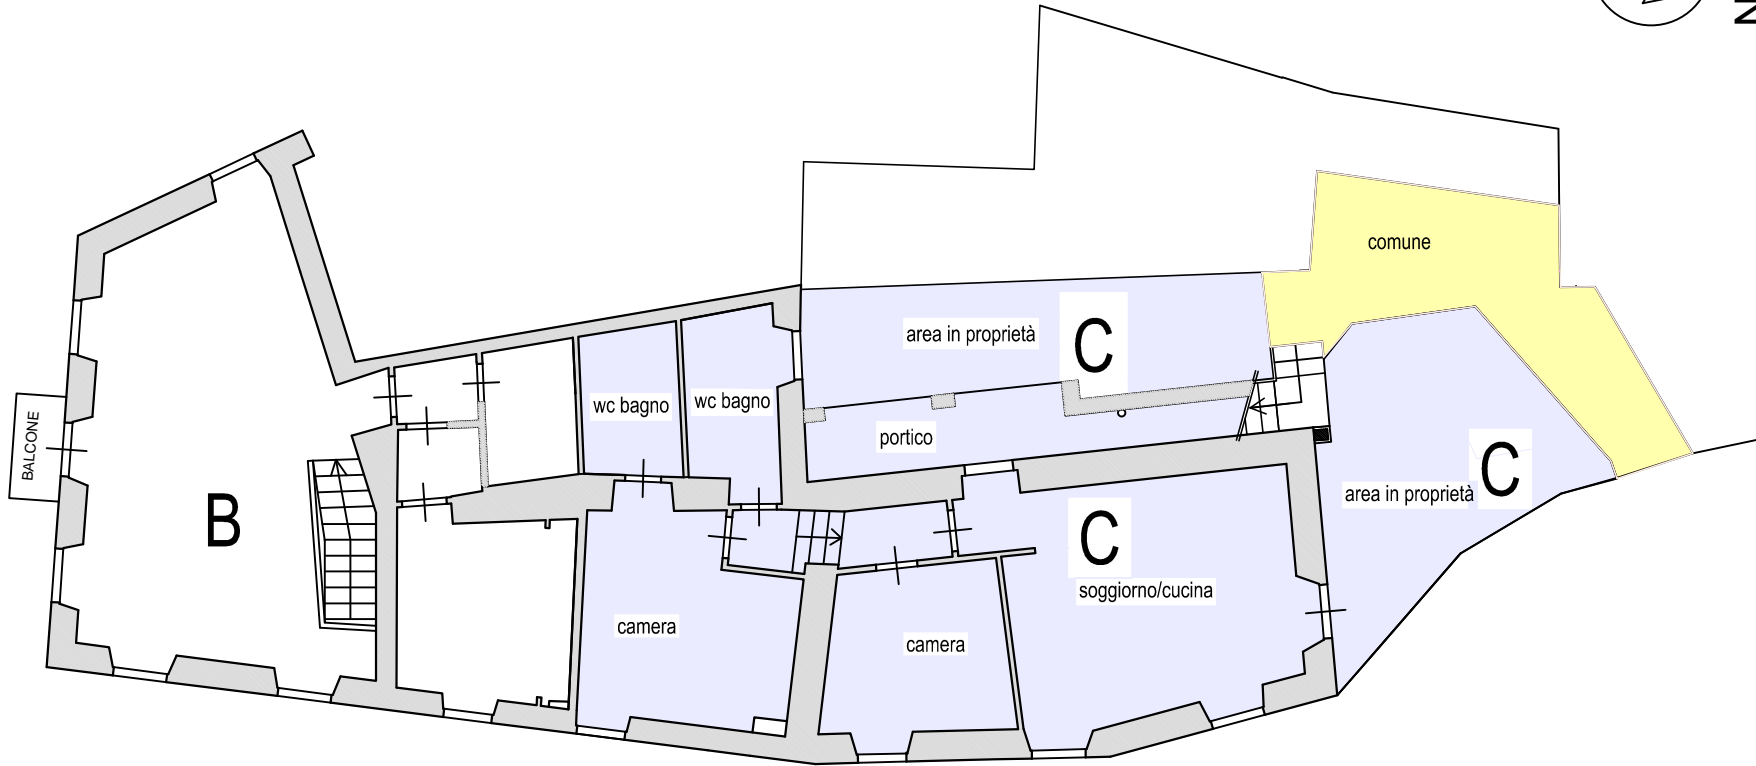 N
comune
area in proprietà
C
wc bagno
wc bagno
portico
BALCONE
B
area in proprietà
C
C
soggiorno/cucina
camera
camera